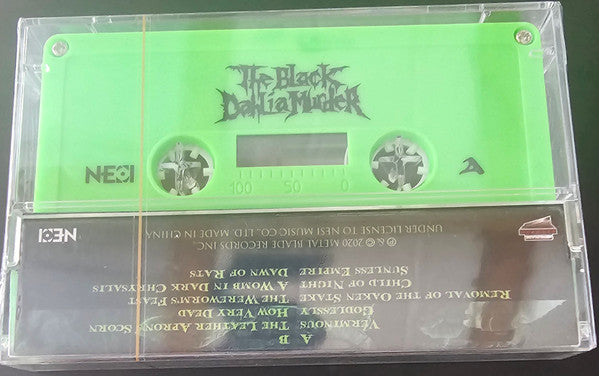 The Black
Dahlia Murder
NESI
A
100 50 0
A B
VERMINOUS THE LEATHER APRON'S SCORN
GODLESSLY HOW VERY DEAD
REMOVAL OF THE OAKEN STAKE THE WEREWORM'S FEAST
CHILD OF NIGHT A WOMB IN DARK CHRYSALIS
SUNLESS EMPIRE DAWN OF RATS
℗ & © 2020 METAL BLADE RECORDS INC.
UNDER LICENSE TO NESI MUSIC CO., LTD. MADE IN CHINA
NESI